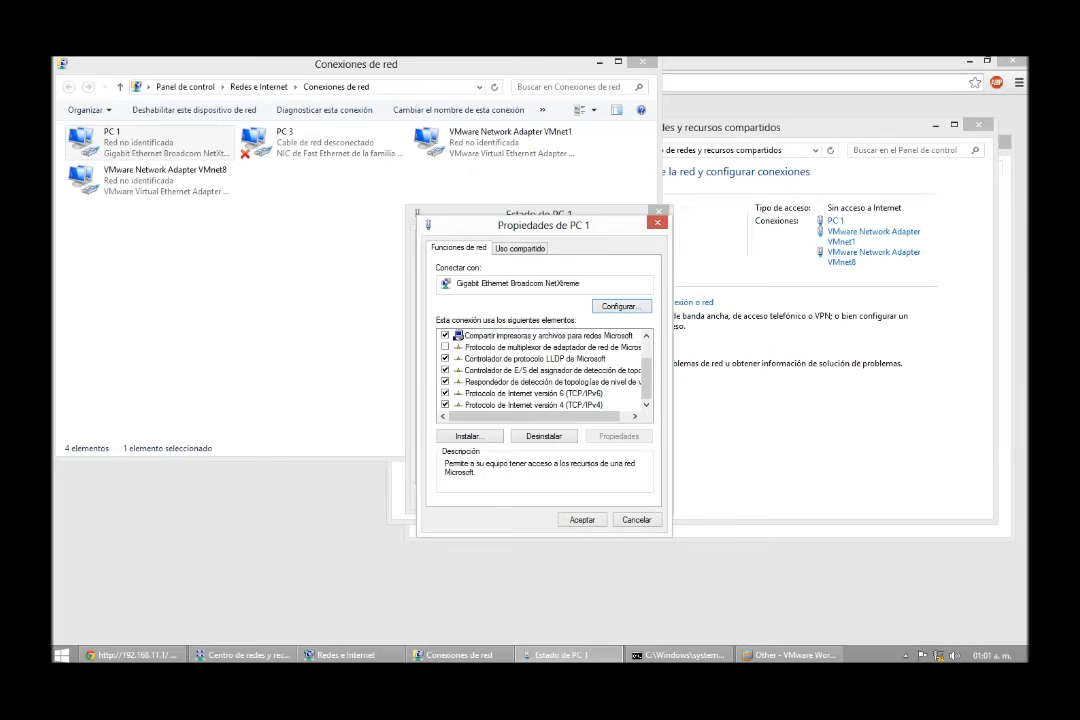 Conexiones de red
Panel de control
Redes e Internet
Conexiones de red
Buscar en Conexiones de red
Organizar
Deshabilitar este dispositivo de red
Diagnosticar esta conexión
Cambiar el nombre de esta conexión
»
PC 1
Red no identificada
Gigabit Ethernet Broadcom NetXt...
PC 3
Cable de red desconectado
NIC de Fast Ethernet de la familia ...
VMware Network Adapter VMnet1
Red no identificada
VMware Virtual Ethernet Adapter ...
VMware Network Adapter VMnet8
Red no identificada
VMware Virtual Ethernet Adapter ...
4 elementos
1 elemento seleccionado
ABP
des y recursos compartidos
o de redes y recursos compartidos
Buscar en el Panel de control
e la red y configurar conexiones
Tipo de acceso:
Sin acceso a Internet
Conexiones:
PC 1
VMware Network Adapter
VMnet1
VMware Network Adapter
VMnet8
exión o red
de banda ancha, de acceso telefónico o VPN; o bien configurar un
so.
blemas de red u obtener información de solución de problemas.
Estado de PC 1
Propiedades de PC 1
Funciones de red
Uso compartido
Conectar con:
Gigabit Ethernet Broadcom NetXtreme
Configurar...
Esta conexión usa los siguientes elementos:
Compartir impresoras y archivos para redes Microsoft
Protocolo de multiplexor de adaptador de red de Micros
Controlador de protocolo LLDP de Microsoft
Controlador de E/S del asignador de detección de topo
Respondedor de detección de topologías de nivel de v
Protocolo de Internet versión 6 (TCP/IPv6)
Protocolo de Internet versión 4 (TCP/IPv4)
Instalar...
Desinstalar
Propiedades
Descripción
Permite a su equipo tener acceso a los recursos de una red
Microsoft.
Aceptar
Cancelar
http://192.168.11.1/ ...
Centro de redes y rec...
Redes e Internet
Conexiones de red
Estado de PC 1
C:\Windows\system...
Other - VMware Wor...
01:01 a. m.